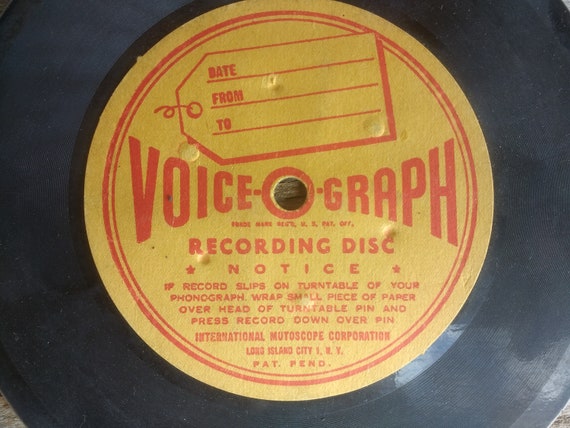 DATE
FROM
TO
VOICE-O-GRAPH
TRADE MARK REG'D, U. S. PAT. OFF.
RECORDING DISC
★ NOTICE ★
IF RECORD SLIPS ON TURNTABLE OF YOUR
PHONOGRAPH, WRAP SMALL PIECE OF PAPER
OVER HEAD OF TURNTABLE PIN AND
PRESS RECORD DOWN OVER PIN
INTERNATIONAL MUTOSCOPE CORPORATION
LONG ISLAND CITY 1, N. Y.
PAT. PEND.